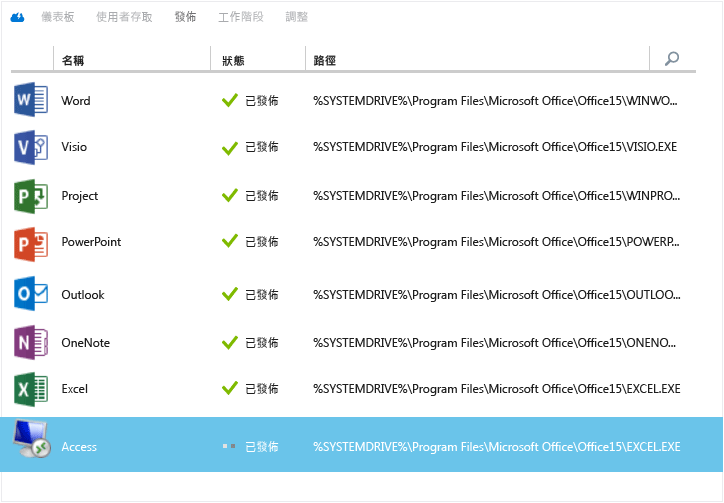 儀表板 使用者存取 發佈 工作階段 調整
名稱 狀態 路徑
Word 已發佈 %SYSTEMDRIVE%\Program Files\Microsoft Office\Office15\WINWO...
Visio 已發佈 %SYSTEMDRIVE%\Program Files\Microsoft Office\Office15\VISIO.EXE
Project 已發佈 %SYSTEMDRIVE%\Program Files\Microsoft Office\Office15\WINPRO...
PowerPoint 已發佈 %SYSTEMDRIVE%\Program Files\Microsoft Office\Office15\POWERP...
Outlook 已發佈 %SYSTEMDRIVE%\Program Files\Microsoft Office\Office15\OUTLOO...
OneNote 已發佈 %SYSTEMDRIVE%\Program Files\Microsoft Office\Office15\ONENO...
Excel 已發佈 %SYSTEMDRIVE%\Program Files\Microsoft Office\Office15\EXCEL.EXE
Access 已發佈 %SYSTEMDRIVE%\Program Files\Microsoft Office\Office15\EXCEL.EXE